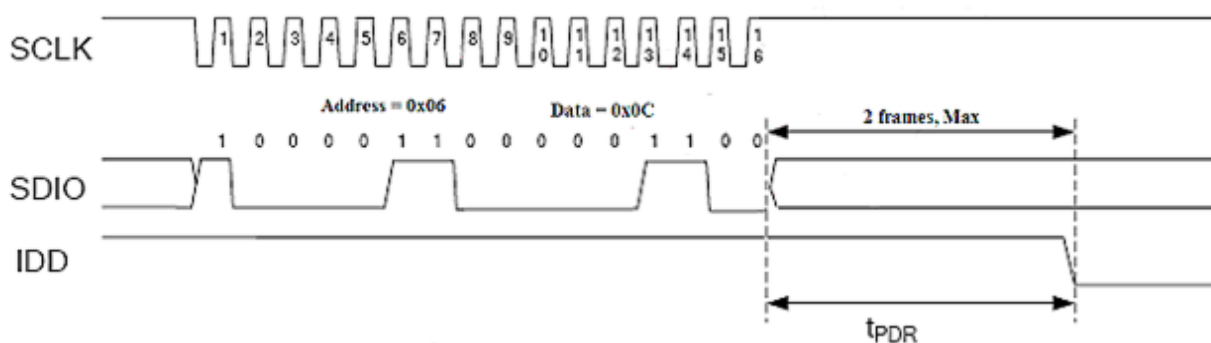 SCLK 1 2 3 4 5 6 7 8 9 10 11 12 13 14 15 16
Address = 0x06 Data = 0x0C
2 frames, Max
1 0 0 0 0 1 1 0 0 0 0 0 1 1 0 0
SDIO
IDD
tPDR